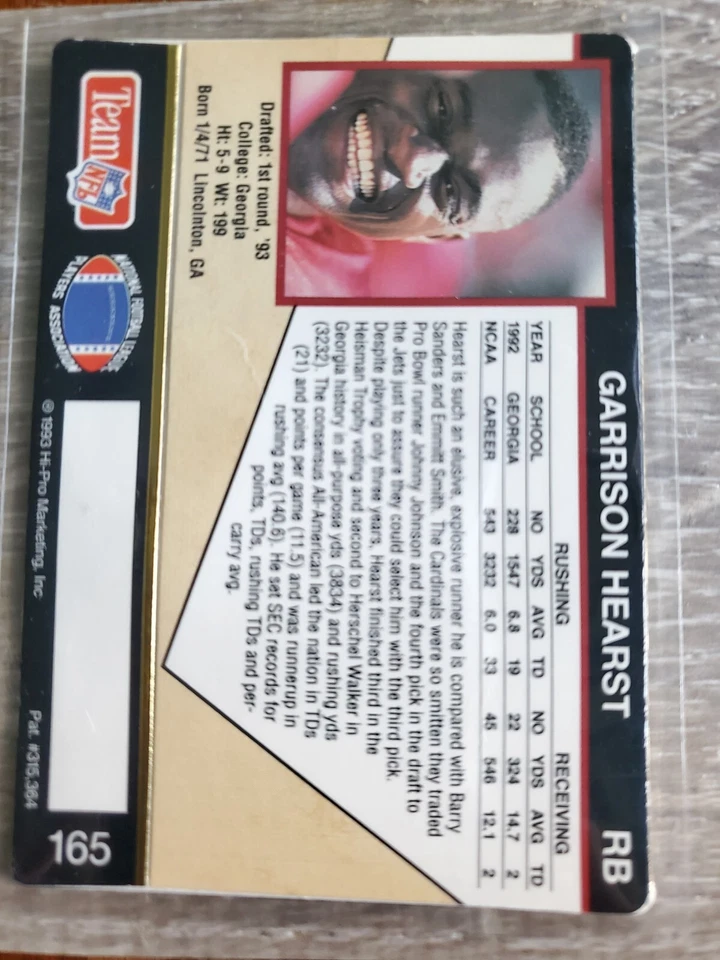 GARRISON HEARST RB
RUSHING RECEIVING
YEAR SCHOOL NO YDS AVG TD NO YDS AVG TD
1992 GEORGIA 228 1547 6.8 19 22 324 14.7 2
NCAA CAREER 543 3232 6.0 33 45 546 12.1 2
Hearst is such an elusive, explosive runner he is compared with Barry
Sanders and Emmitt Smith. The Cardinals were so smitten they traded
Pro Bowl runner Johnny Johnson and the fourth pick in the draft to
the Jets just to assure they could select him with the third pick.
Despite playing only three years, Hearst finished third in the
Heisman Trophy voting and second to Herschel Walker in
Georgia history in all-purpose yds (3834) and rushing yds
(3232). The consensus All-American led the nation in TDs
(21) and points per game (11.5) and was runnerup in
rushing avg (140.6). He set SEC records for
points, TDs, rushing TDs and per-
carry avg.
Drafted: 1st round, '93
College: Georgia
Ht: 5-9 Wt: 199
Born 1/4/71 Lincolnton, GA
Team NFL
NATIONAL FOOTBALL LEAGUE
PLAYERS ASSOCIATION
© 1993 Hi-Pro Marketing, Inc
Pat. #315,364
165